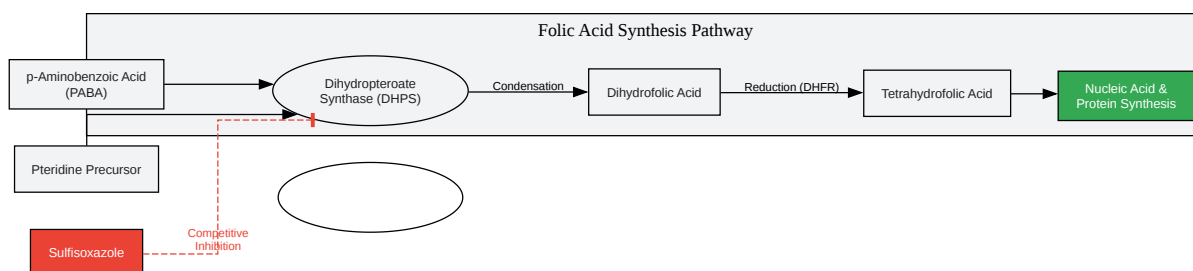 Folic Acid Synthesis Pathway
p-Aminobenzoic Acid
(PABA)
Dihydropteroate
Synthase (DHPS)
Condensation
Dihydrofolic Acid
Reduction (DHFR)
Tetrahydrofolic Acid
Nucleic Acid &
Protein Synthesis
Pteridine Precursor
Sulfisoxazole
Competitive
Inhibition